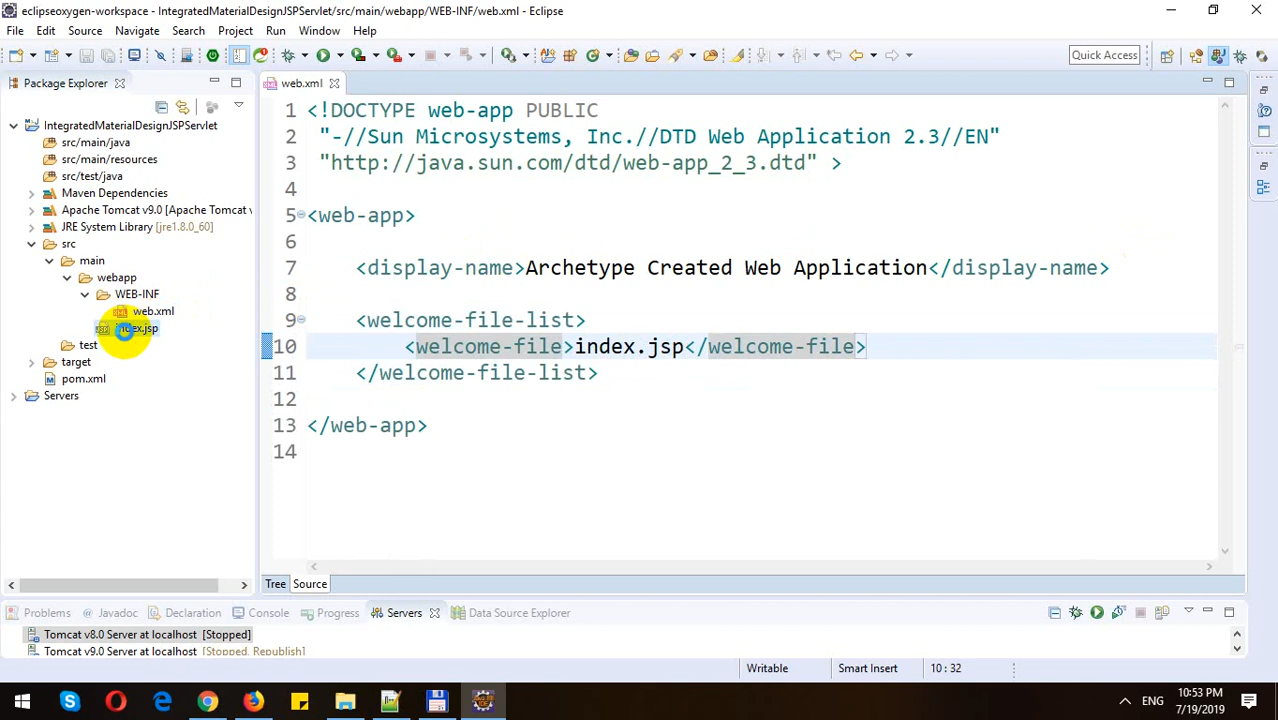 eclipseoxygen-workspace - IntegratedMaterialDesignJSPServlet/src/main/webapp/WEB-INF/web.xml - Eclipse
File Edit Source Navigate Search Project Run Window Help
Quick Access
Package Explorer
web.xml
IntegratedMaterialDesignJSPServlet
src/main/java
src/main/resources
src/test/java
Maven Dependencies
Apache Tomcat v9.0 [Apache Tomcat v
JRE System Library [jre1.8.0_60]
src
main
webapp
WEB-INF
web.xml
index.jsp
test
target
pom.xml
Servers
1 <!DOCTYPE web-app PUBLIC
2 "-//Sun Microsystems, Inc.//DTD Web Application 2.3//EN"
3 "http://java.sun.com/dtd/web-app_2_3.dtd" >
4
5 <web-app>
6
7 <display-name>Archetype Created Web Application</display-name>
8
9 <welcome-file-list>
10 <welcome-file>index.jsp</welcome-file>
11 </welcome-file-list>
12
13 </web-app>
14
Tree Source
Problems Javadoc Declaration Console Progress Servers Data Source Explorer
Tomcat v8.0 Server at localhost [Stopped]
Tomcat v9.0 Server at localhost [Stopped, Republish]
Writable Smart Insert 10 : 32
ENG
10:53 PM
7/19/2019